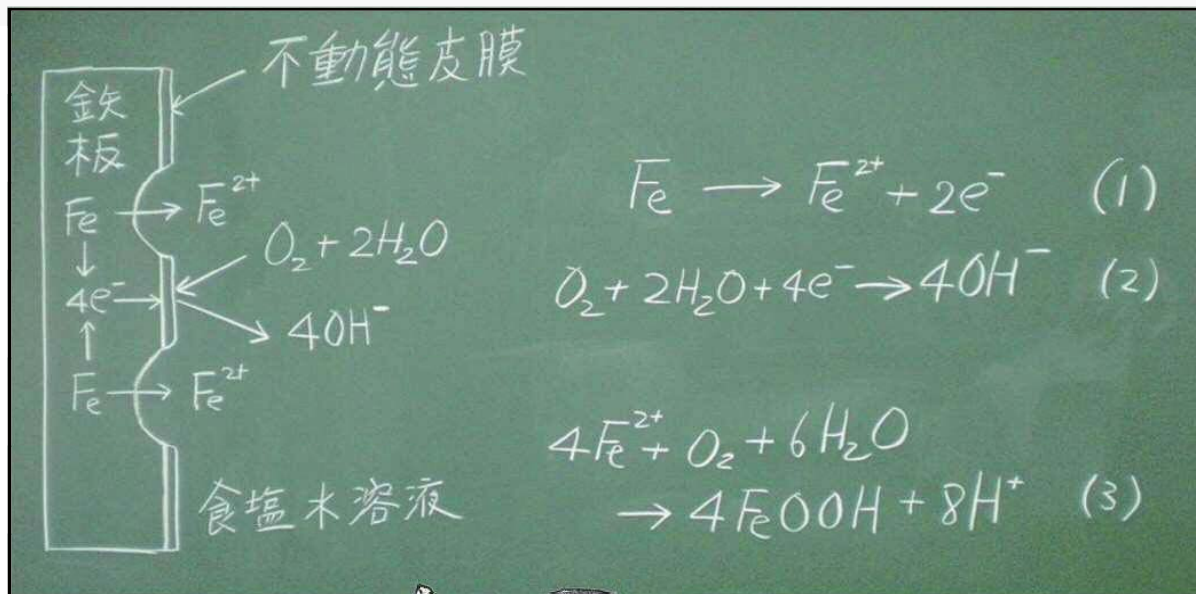 不動態皮膜
鉄
板
Fe → Fe²⁺
↓
O₂ + 2H₂O
4e⁻ →
4OH⁻
↑
Fe → Fe²⁺
食塩水溶液
Fe → Fe²⁺ + 2e⁻ (1)
O₂ + 2H₂O + 4e⁻ → 4OH⁻ (2)
4Fe²⁺ + O₂ + 6H₂O
→ 4FeOOH + 8H⁺ (3)